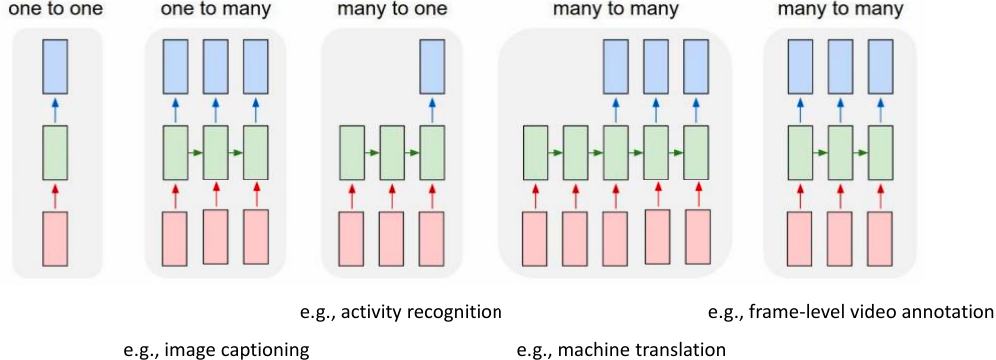 one to one
one to many
many to one
many to many
many to many
e.g., activity recognition
e.g., frame-level video annotation
e.g., image captioning
e.g., machine translation